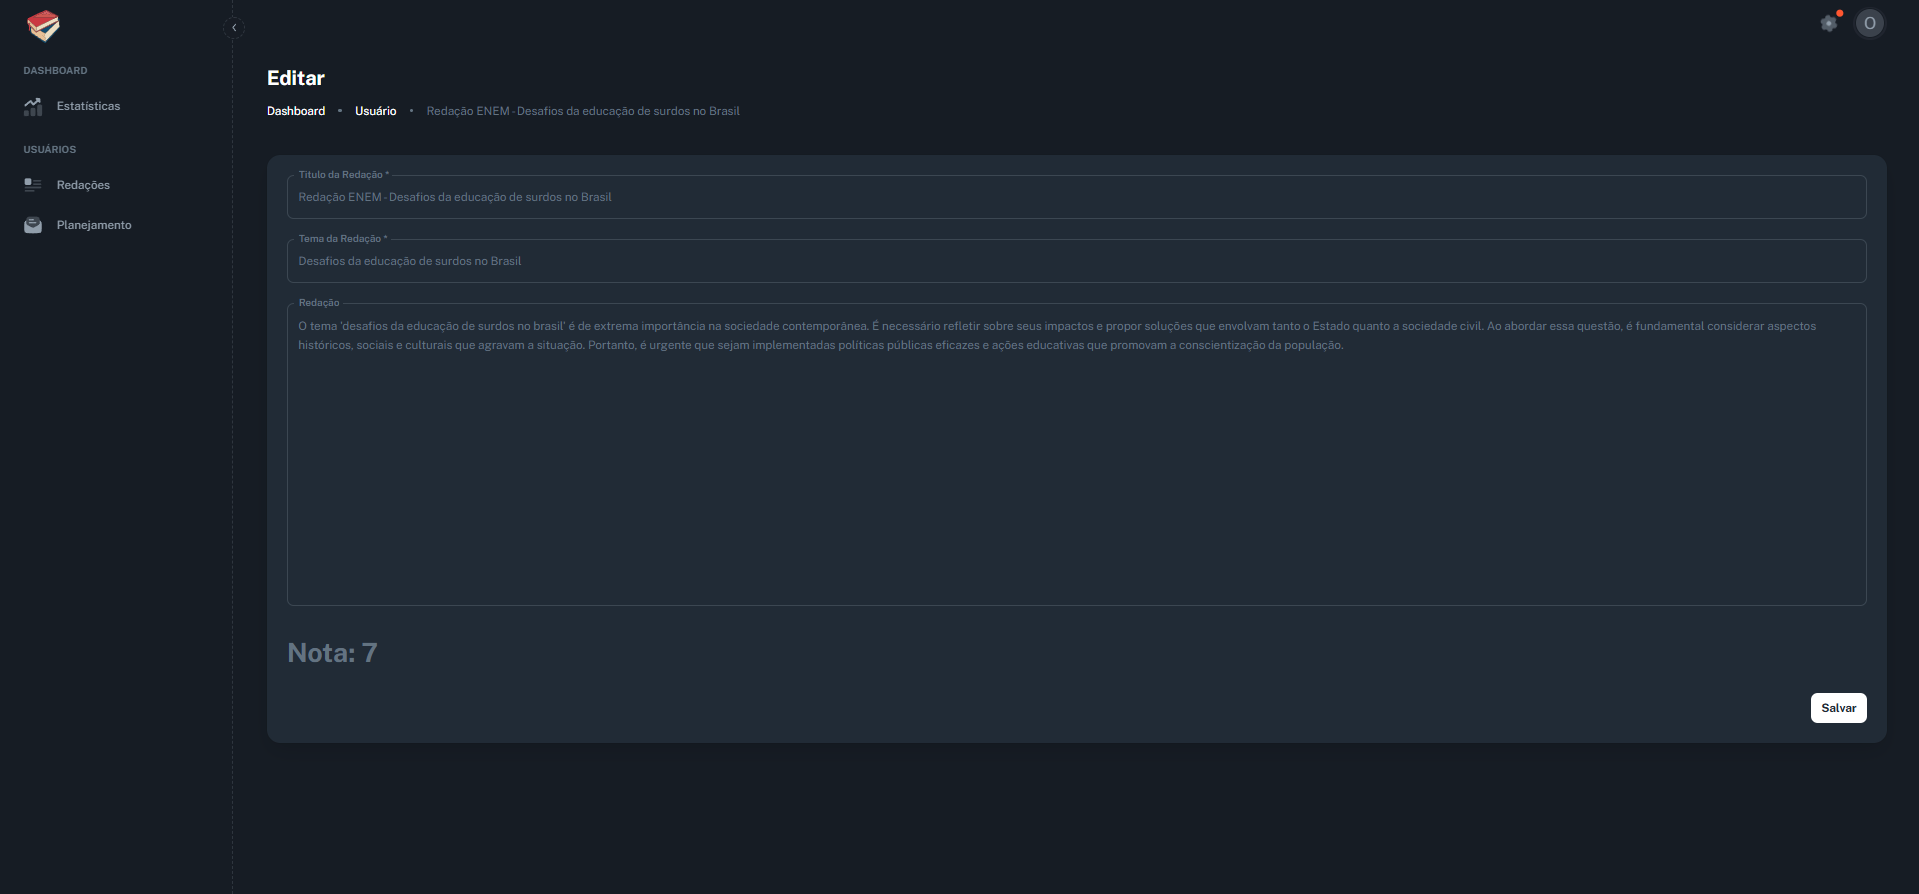 DASHBOARD
Estatísticas
USUÁRIOS
Redações
Planejamento
O
Editar
Dashboard • Usuário • Redação ENEM - Desafios da educação de surdos no Brasil
Título da Redação *
Redação ENEM - Desafios da educação de surdos no Brasil
Tema da Redação *
Desafios da educação de surdos no Brasil
Redação
O tema 'desafios da educação de surdos no brasil' é de extrema importância na sociedade contemporânea. É necessário refletir sobre seus impactos e propor soluções que envolvam tanto o Estado quanto a sociedade civil. Ao abordar essa questão, é fundamental considerar aspectos
históricos, sociais e culturais que agravam a situação. Portanto, é urgente que sejam implementadas políticas públicas eficazes e ações educativas que promovam a conscientização da população.
Nota: 7
Salvar